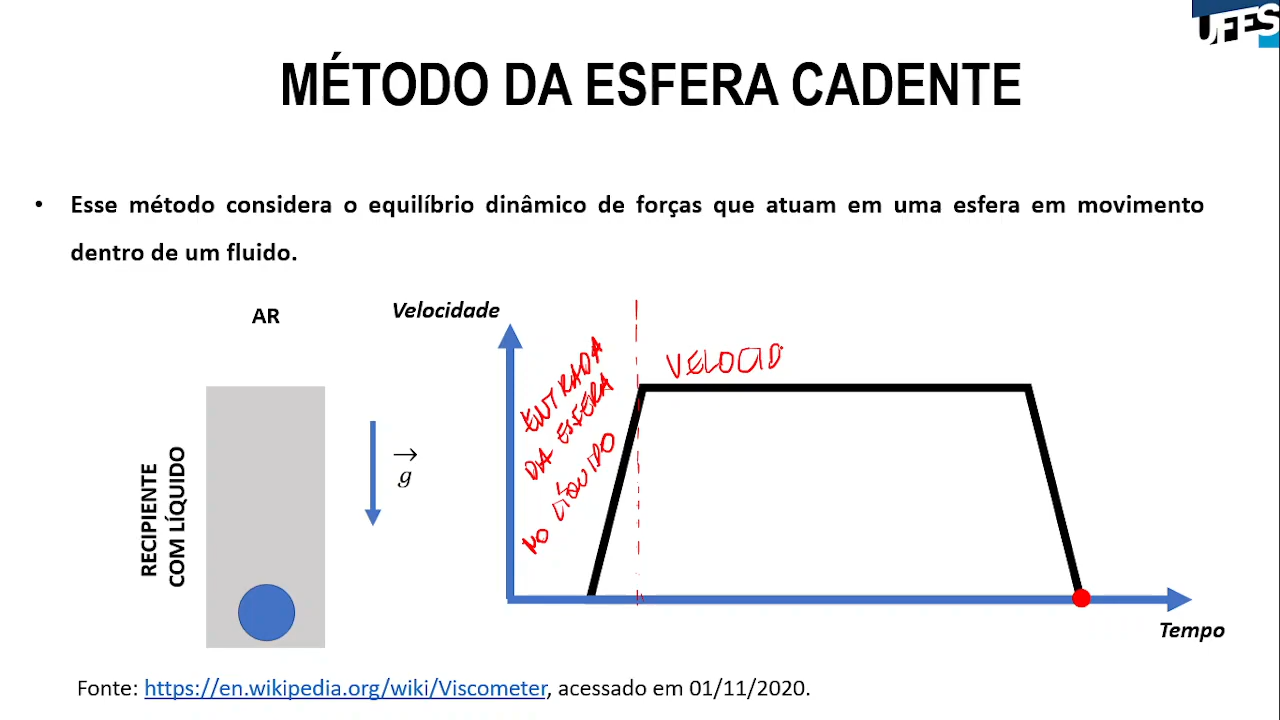 UFES
MÉTODO DA ESFERA CADENTE
• Esse método considera o equilíbrio dinâmico de forças que atuam em uma esfera em movimento
dentro de um fluido.
AR
Velocidade
ENTRADA
DA ESFERA
NO LÍQUIDO
VELOCID
RECIPIENTE
COM LÍQUIDO
g
Tempo
Fonte: https://en.wikipedia.org/wiki/Viscometer, acessado em 01/11/2020.